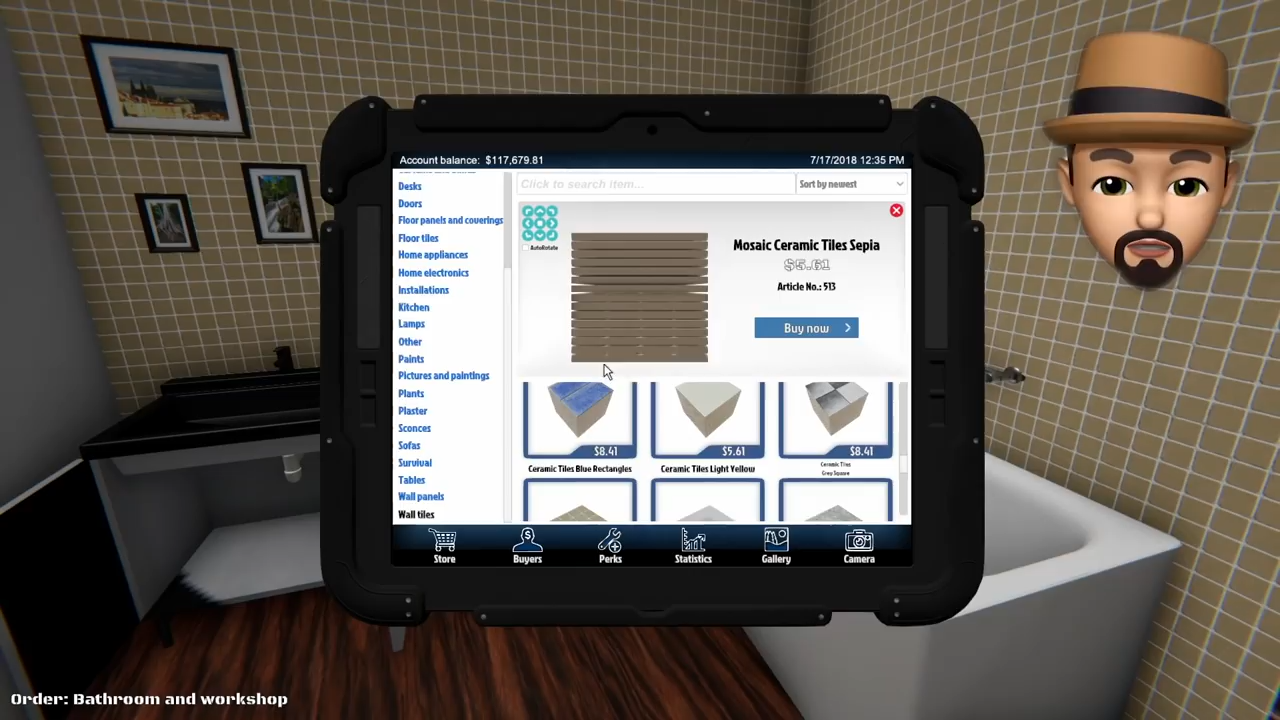 Account balance: $117,679.81
7/17/2018 12:35 PM
Desks
Doors
Floor panels and coverings
Floor tiles
Home appliances
Home electronics
Installations
Kitchen
Lamps
Other
Paints
Pictures and paintings
Plants
Plaster
Sconces
Sofas
Survival
Tables
Wall panels
Wall tiles
Click to search item...
Sort by newest
AutoRotate
Mosaic Ceramic Tiles Sepia
$5.61
Article No.: 513
Buy now
$8.41
$5.61
$8.41
Ceramic Tiles Blue Rectangles
Ceramic Tiles Light Yellow
Ceramic Tiles
Grey Square
Store
Buyers
Perks
Statistics
Gallery
Camera
Order: Bathroom and workshop